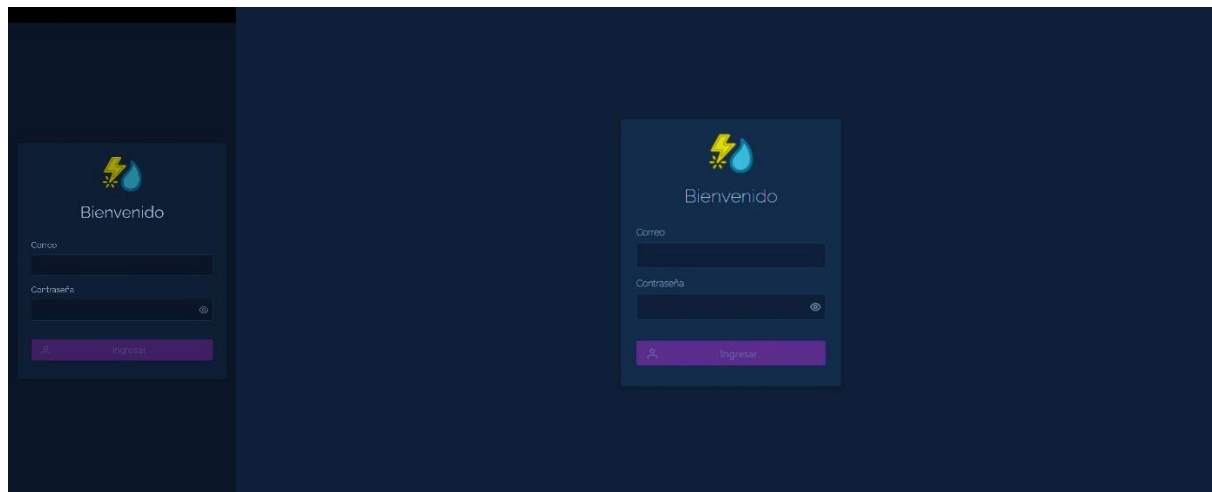 Bienvenido
Correo
Contraseña
Ingresar
Bienvenido
Correo
Contraseña
Ingresar